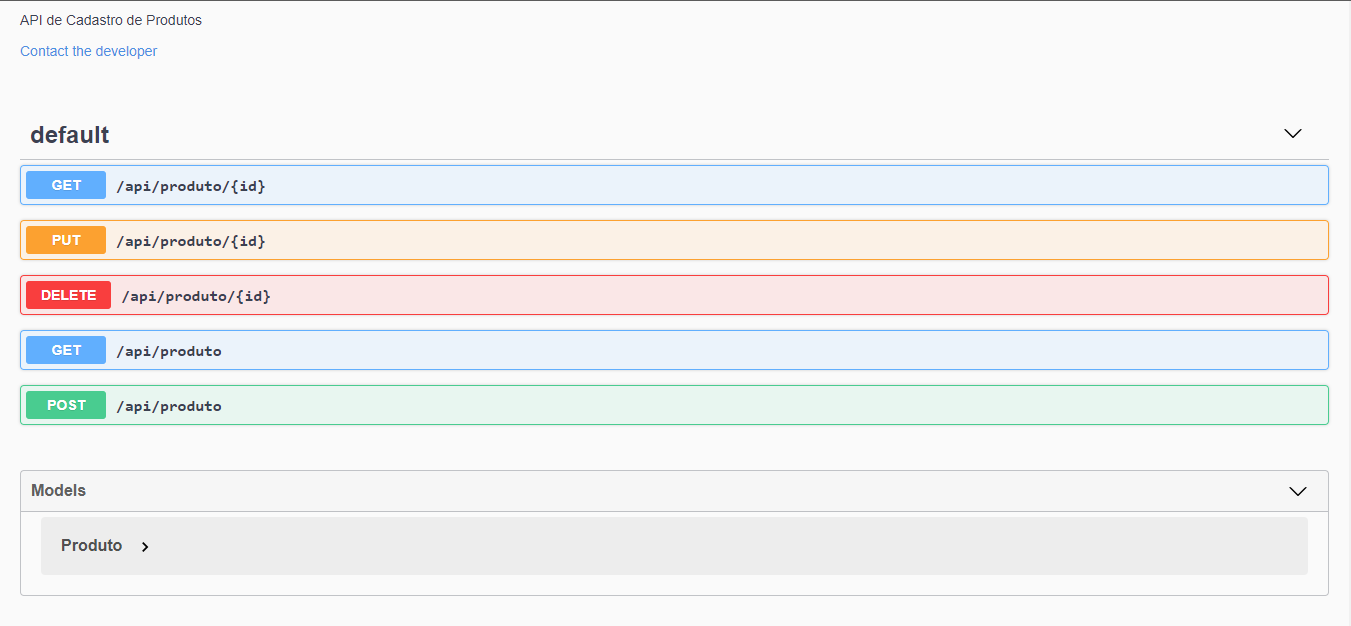 API de Cadastro de Produtos
Contact the developer
default
GET /api/produto/{id}
PUT /api/produto/{id}
DELETE /api/produto/{id}
GET /api/produto
POST /api/produto
Models
Produto